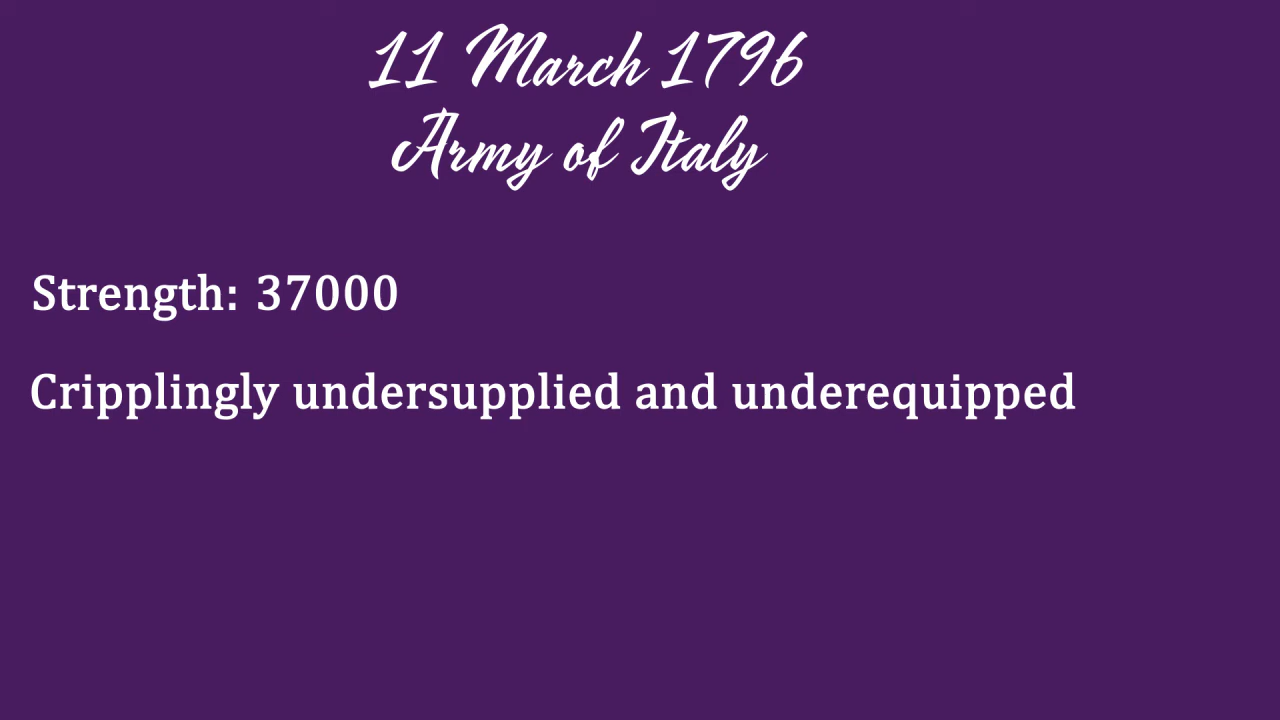 11 March 1796
Army of Italy
Strength: 37000
Cripplingly undersupplied and underequipped